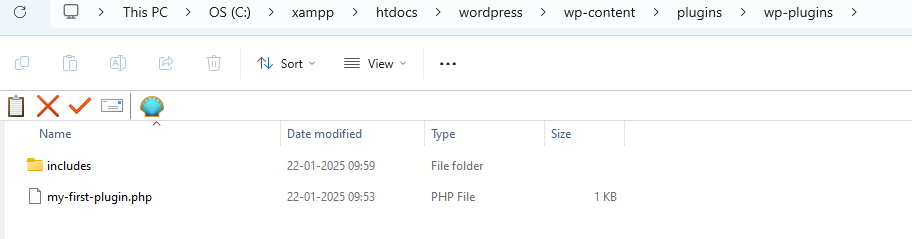 This PC > OS (C:) > xampp > htdocs > wordpress > wp-content > plugins > wp-plugins >
Sort View
Name Date modified Type Size
includes 22-01-2025 09:59 File folder
my-first-plugin.php 22-01-2025 09:53 PHP File 1 KB